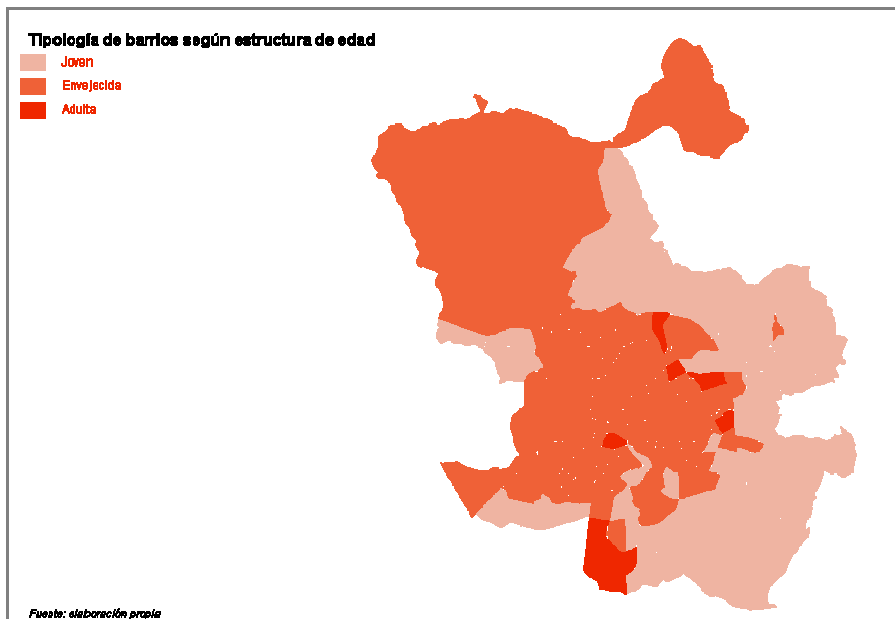 Tipología de barrios según estructura de edad
Joven
Envejecida
Adulta
Fuente: elaboración propia